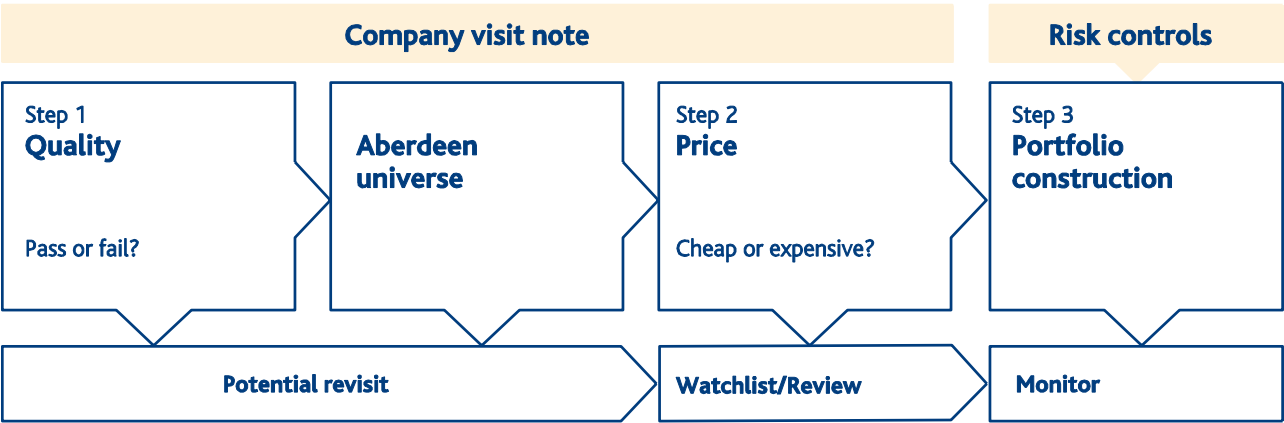 Company visit note
Risk controls
Step 1
Quality
Pass or fail?
Aberdeen
universe
Step 2
Price
Cheap or expensive?
Step 3
Portfolio
construction
Potential revisit
Watchlist/Review
Monitor